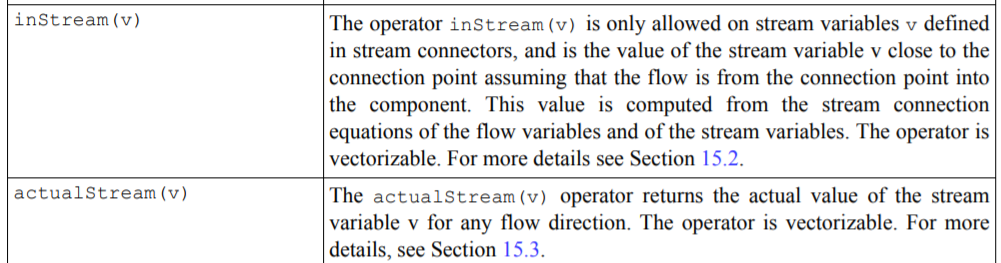 inStream(v)
The operator inStream(v) is only allowed on stream variables v defined
in stream connectors, and is the value of the stream variable v close to the
connection point assuming that the flow is from the connection point into
the component. This value is computed from the stream connection
equations of the flow variables and of the stream variables. The operator is
vectorizable. For more details see Section 15.2.
actualStream(v)
The actualStream(v) operator returns the actual value of the stream
variable v for any flow direction. The operator is vectorizable. For more
details, see Section 15.3.